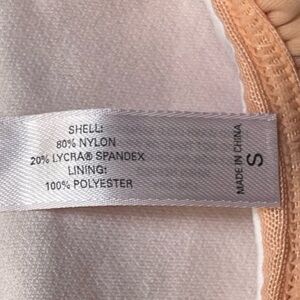 SHELL:
80% NYLON
20% LYCRA® SPANDEX
LINING:
100% POLYESTER
MADE IN CHINA
S